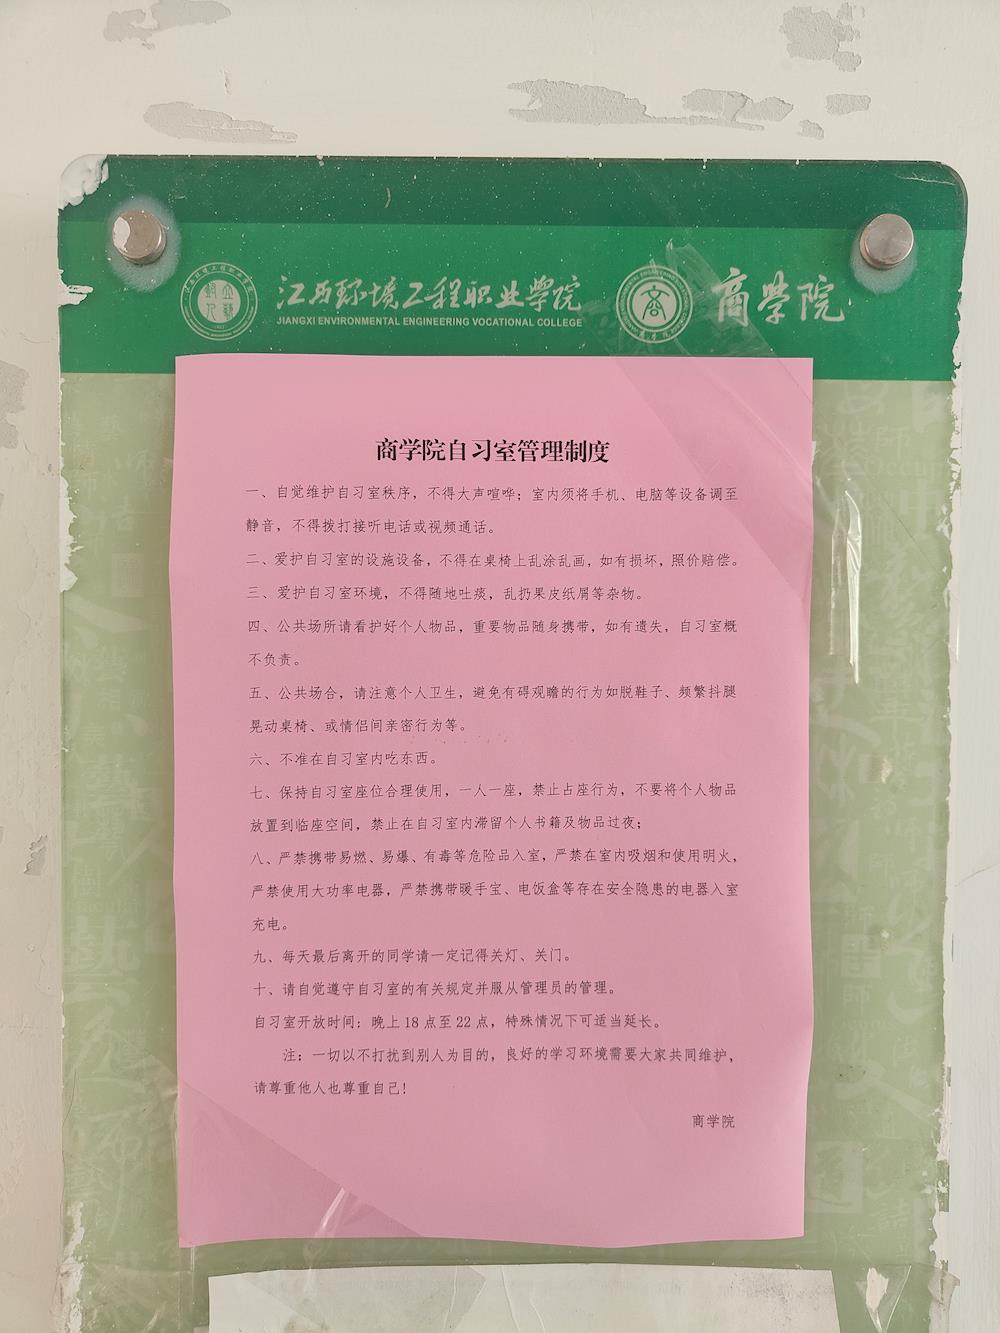 江西环境工程职业学院
JIANGXI ENVIRONMENTAL ENGINEERING VOCATIONAL COLLEGE
商学院
商学院自习室管理制度
一、自觉维护自习室秩序，不得大声喧哗；室内须将手机、电脑等设备调至
静音，不得拨打接听电话或视频通话。
二、爱护自习室的设施设备，不得在桌椅上乱涂乱画，如有损坏，照价赔偿。
三、爱护自习室环境，不得随地吐痰，乱扔果皮纸屑等杂物。
四、公共场所请看护好个人物品，重要物品随身携带，如有遗失，自习室概
不负责。
五、公共场合，请注意个人卫生，避免有碍观瞻的行为如脱鞋子、频繁抖腿
晃动桌椅、或情侣间亲密行为等。
六、不准在自习室内吃东西。
七、保持自习室座位合理使用，一人一座，禁止占座行为，不要将个人物品
放置到临座空间，禁止在自习室内滞留个人书籍及物品过夜；
八、严禁携带易燃、易爆、有毒等危险品入室，严禁在室内吸烟和使用明火，
严禁使用大功率电器，严禁携带暖手宝、电饭盒等存在安全隐患的电器入室
充电。
九、每天最后离开的同学请一定记得关灯、关门。
十、请自觉遵守自习室的有关规定并服从管理员的管理。
自习室开放时间：晚上18点至22点，特殊情况下可适当延长。
注：一切以不打扰到别人为目的，良好的学习环境需要大家共同维护，
请尊重他人也尊重自己!
商学院